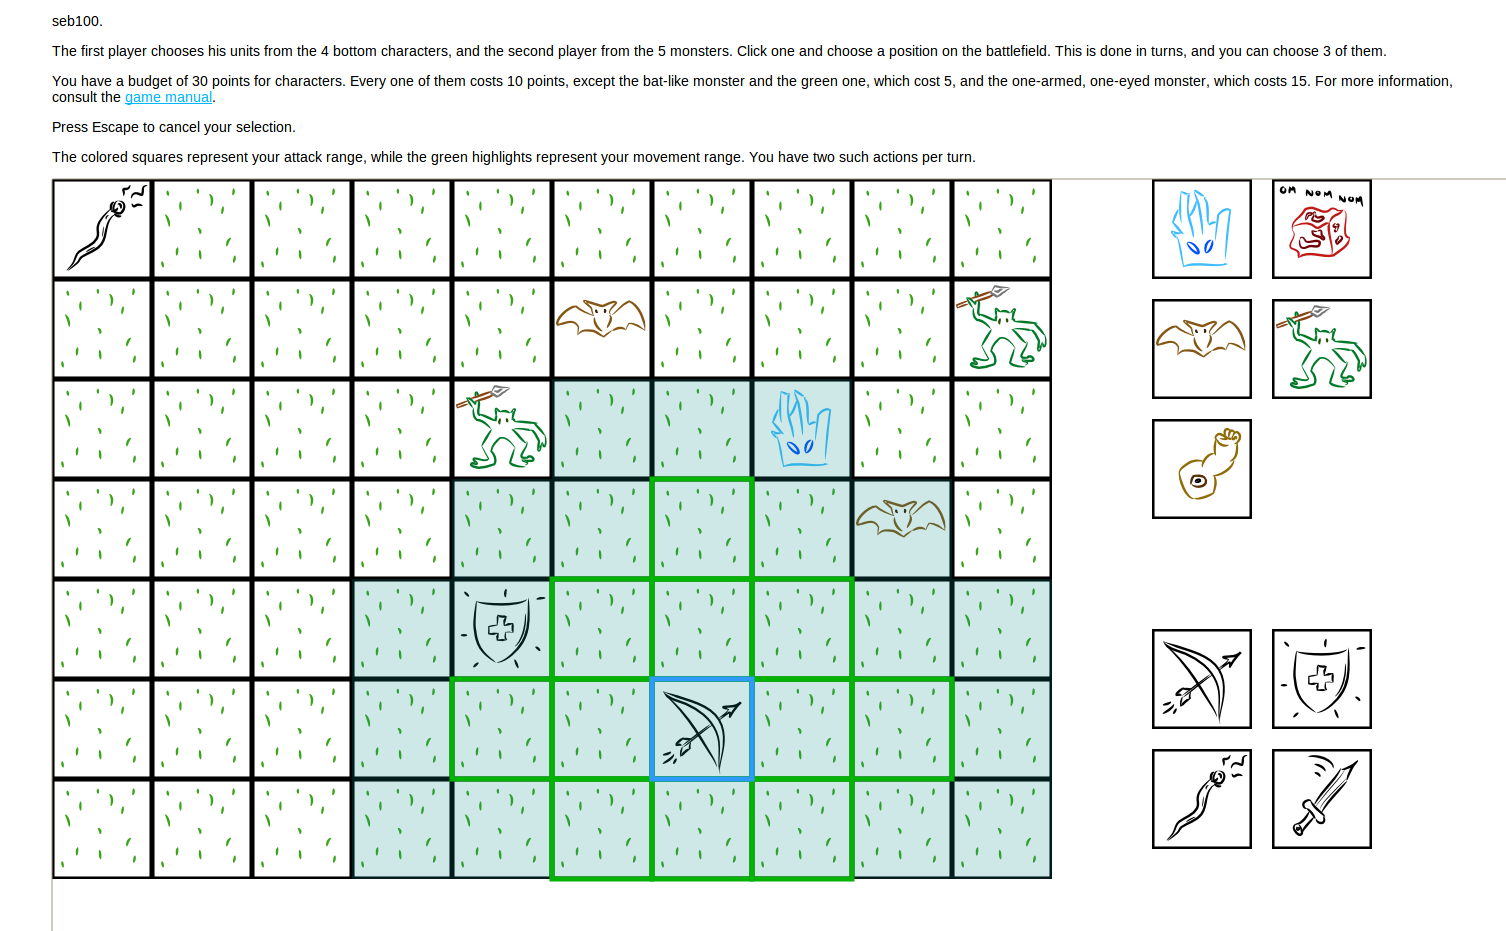 seb100.
The first player chooses his units from the 4 bottom characters, and the second player from the 5 monsters. Click one and choose a position on the battlefield. This is done in turns, and you can choose 3 of them.
You have a budget of 30 points for characters. Every one of them costs 10 points, except the bat-like monster and the green one, which cost 5, and the one-armed, one-eyed monster, which costs 15. For more information,
consult the game manual.
Press Escape to cancel your selection.
The colored squares represent your attack range, while the green highlights represent your movement range. You have two such actions per turn.
OM NOM NOM